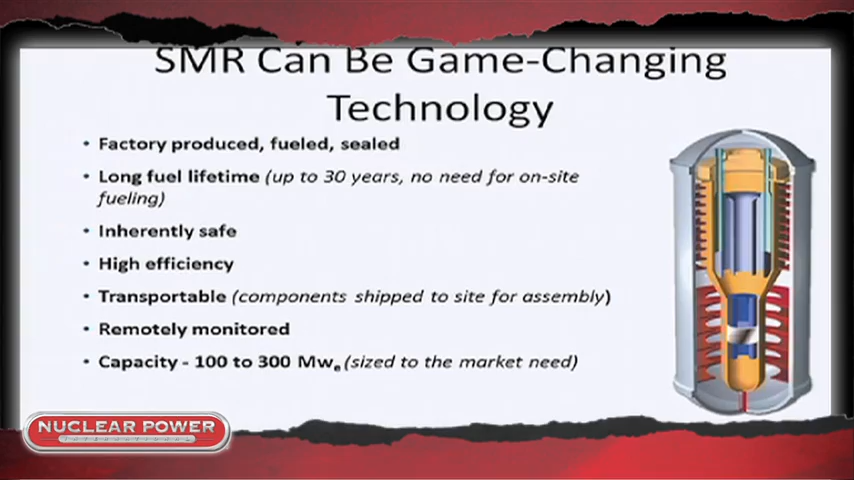 SMR Can Be Game-Changing
Technology
• Factory produced, fueled, sealed
• Long fuel lifetime (up to 30 years, no need for on-site
fueling)
• Inherently safe
• High efficiency
• Transportable (components shipped to site for assembly)
• Remotely monitored
• Capacity - 100 to 300 Mwe (sized to the market need)
NUCLEAR POWER